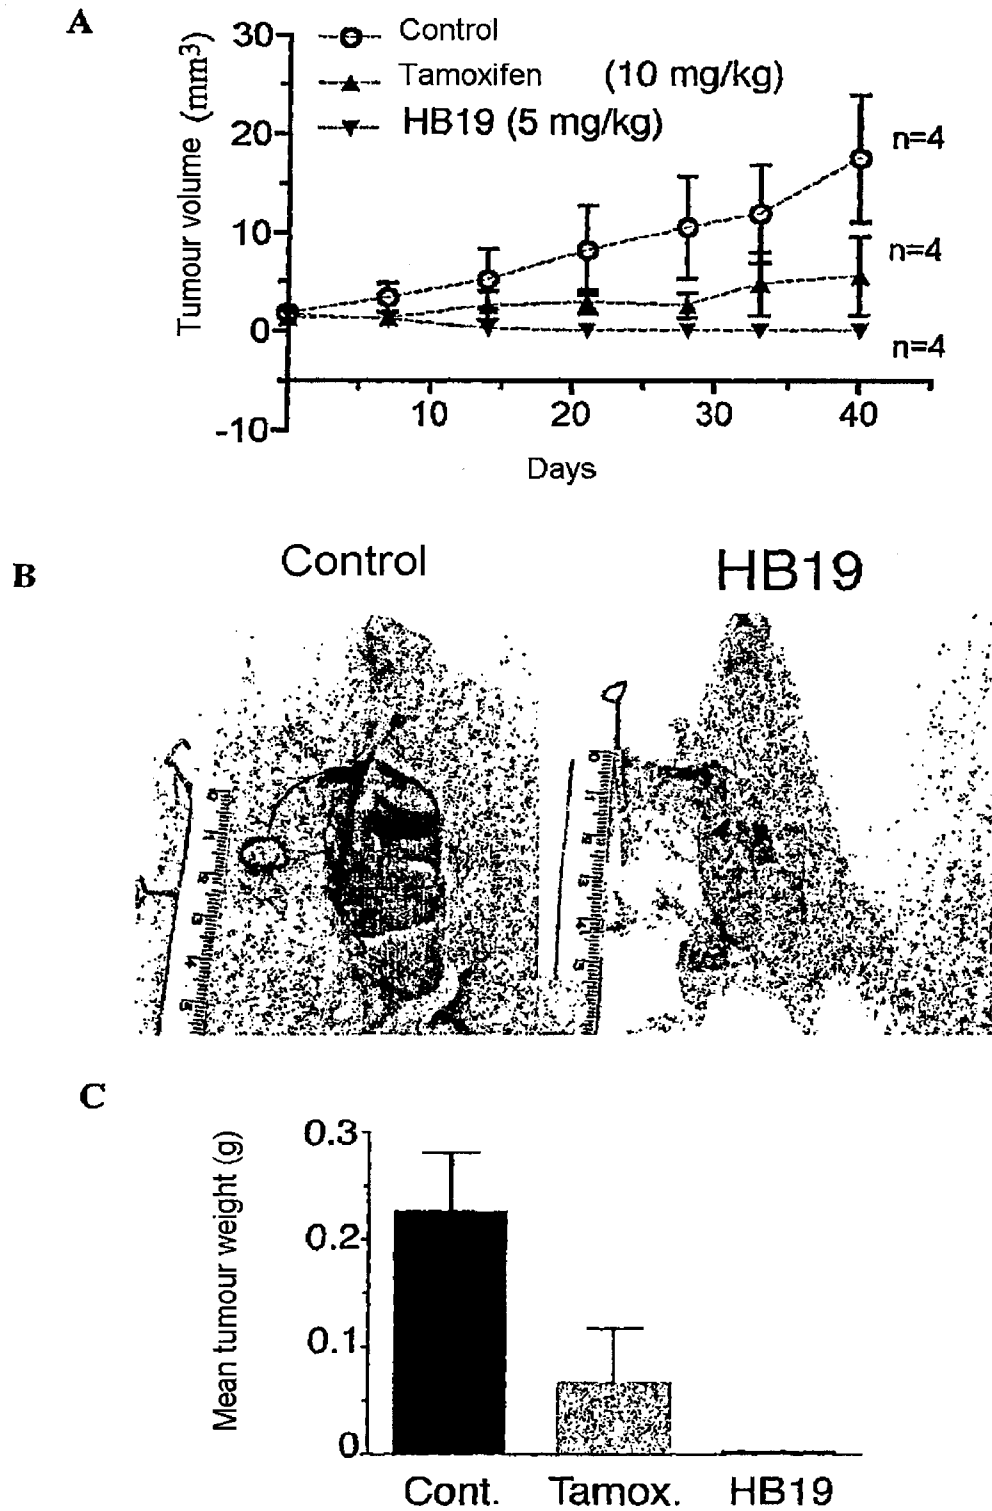 A
Tumour volume (mm³)
30
20
10
0
-10
Control
Tamoxifen (10 mg/kg)
HB19 (5 mg/kg)
n=4
n=4
n=4
10 20 30 40
Days
B
Control HB19
C
Mean tumour weight (g)
0.3
0.2
0.1
0
Cont. Tamox. HB19